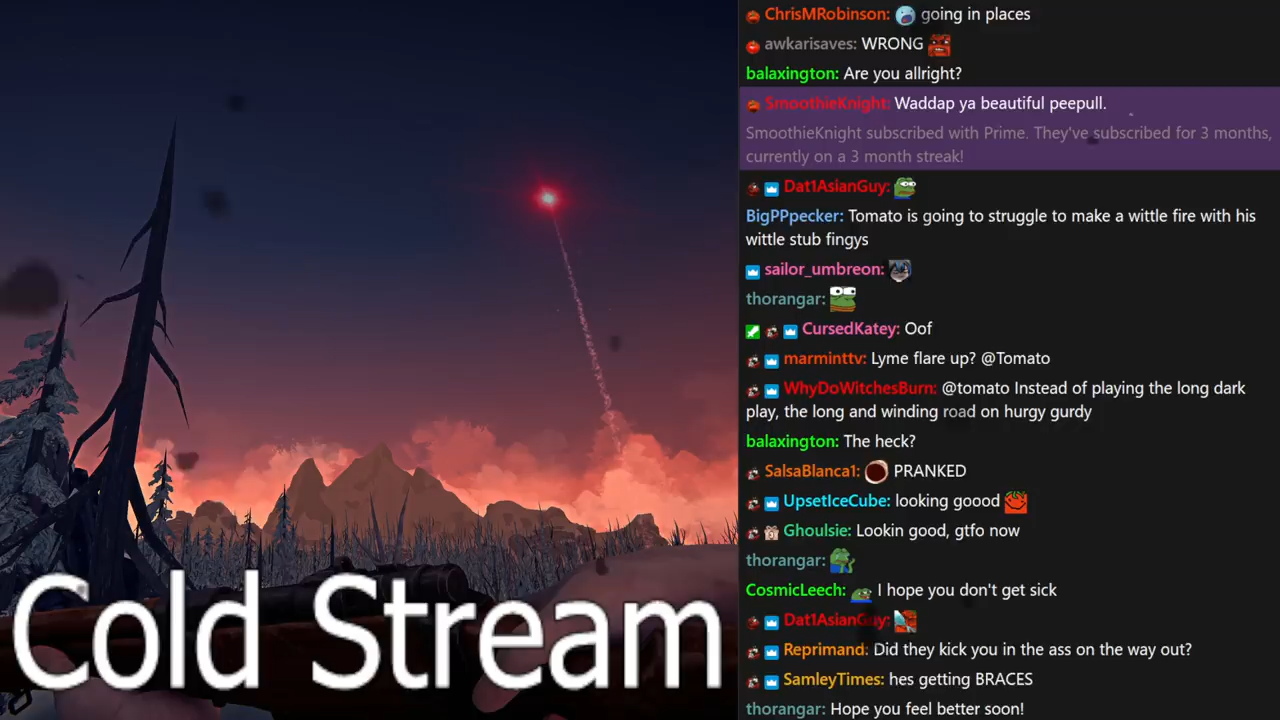 Cold Stream
ChrisMRobinson: going in places
awkarisaves: WRONG
balaxington: Are you allright?
SmoothieKnight: Waddap ya beautiful peepull.
SmoothieKnight subscribed with Prime. They've subscribed for 3 months,
currently on a 3 month streak!
Dat1AsianGuy:
BigPPpecker: Tomato is going to struggle to make a wittle fire with his
wittle stub fingys
sailor_umbreon:
thorangar:
CursedKatey: Oof
marminttv: Lyme flare up? @Tomato
WhyDoWitchesBurn: @tomato Instead of playing the long dark
play, the long and winding road on hurgy gurdy
balaxington: The heck?
SalsaBlanca1: PRANKED
UpsetIceCube: looking goood
Ghoulsie: Lookin good, gtfo now
thorangar:
CosmicLeech: I hope you don't get sick
Dat1AsianGuy:
Reprimand: Did they kick you in the ass on the way out?
SamleyTimes: hes getting BRACES
thorangar: Hope you feel better soon!